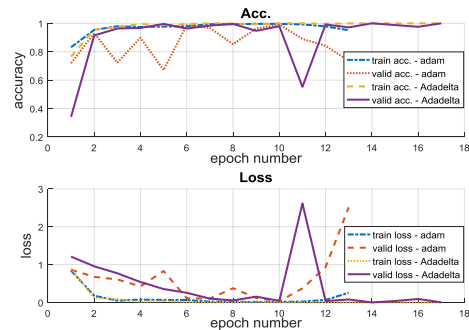 Acc.
1
0.8
0.6
0.4
0.2
accuracy
train acc. - adam
valid acc. - adam
train acc. - Adadelta
valid acc. - Adadelta
0 2 4 6 8 10 12 14 16 18
epoch number
Loss
3
2
1
0
loss
train loss - adam
valid loss - adam
train loss - Adadelta
valid loss - Adadelta
0 2 4 6 8 10 12 14 16 18
epoch number